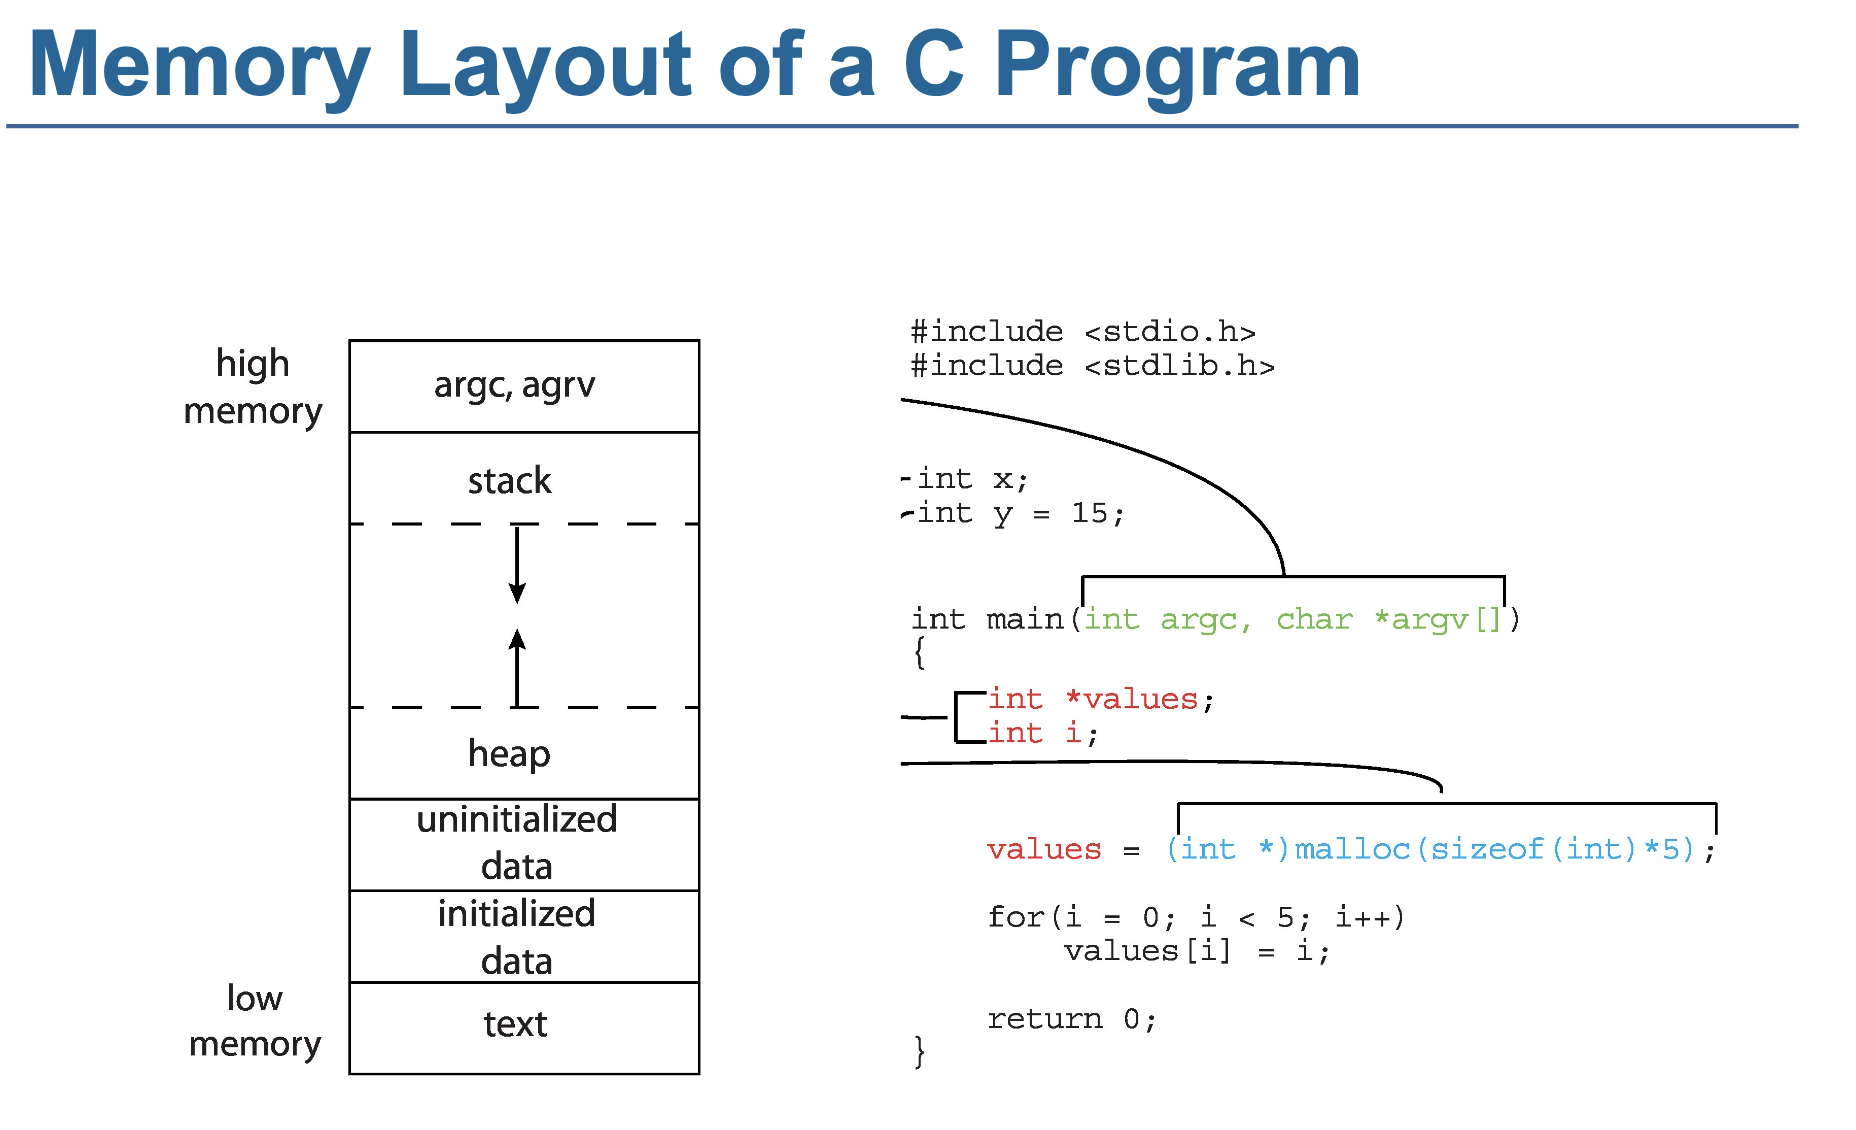 Memory Layout of a C Program
high
memory
argc, agrv
stack
heap
uninitialized
data
initialized
data
low
memory
text
#include <stdio.h>
#include <stdlib.h>
int x;
int y = 15;
int main(int argc, char *argv[])
{
int *values;
int i;
values = (int *)malloc(sizeof(int)*5);
for(i = 0; i < 5; i++)
values[i] = i;
return 0;
}